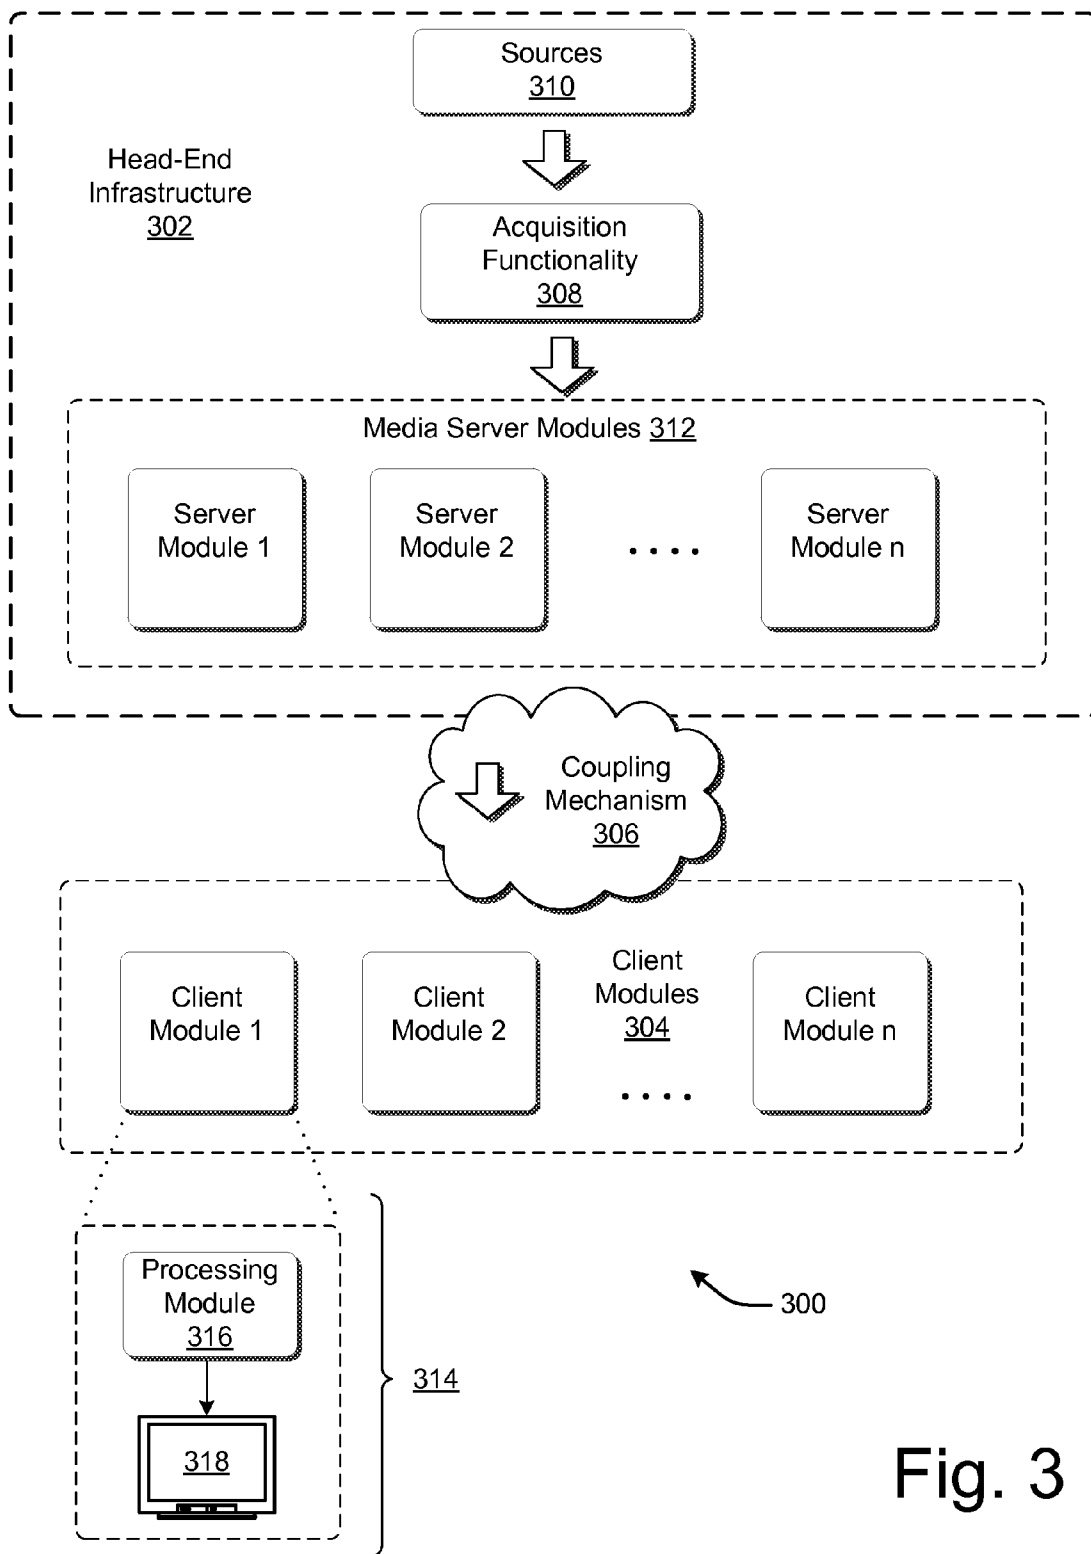 Sources
310
Head-End
Infrastructure
302
Acquisition
Functionality
308
Media Server Modules 312
Server
Module 1
Server
Module 2
. . . .
Server
Module n
Coupling
Mechanism
306
Client
Module 1
Client
Module 2
Client
Modules
304
. . . .
Client
Module n
Processing
Module
316
318
314
300
Fig. 3